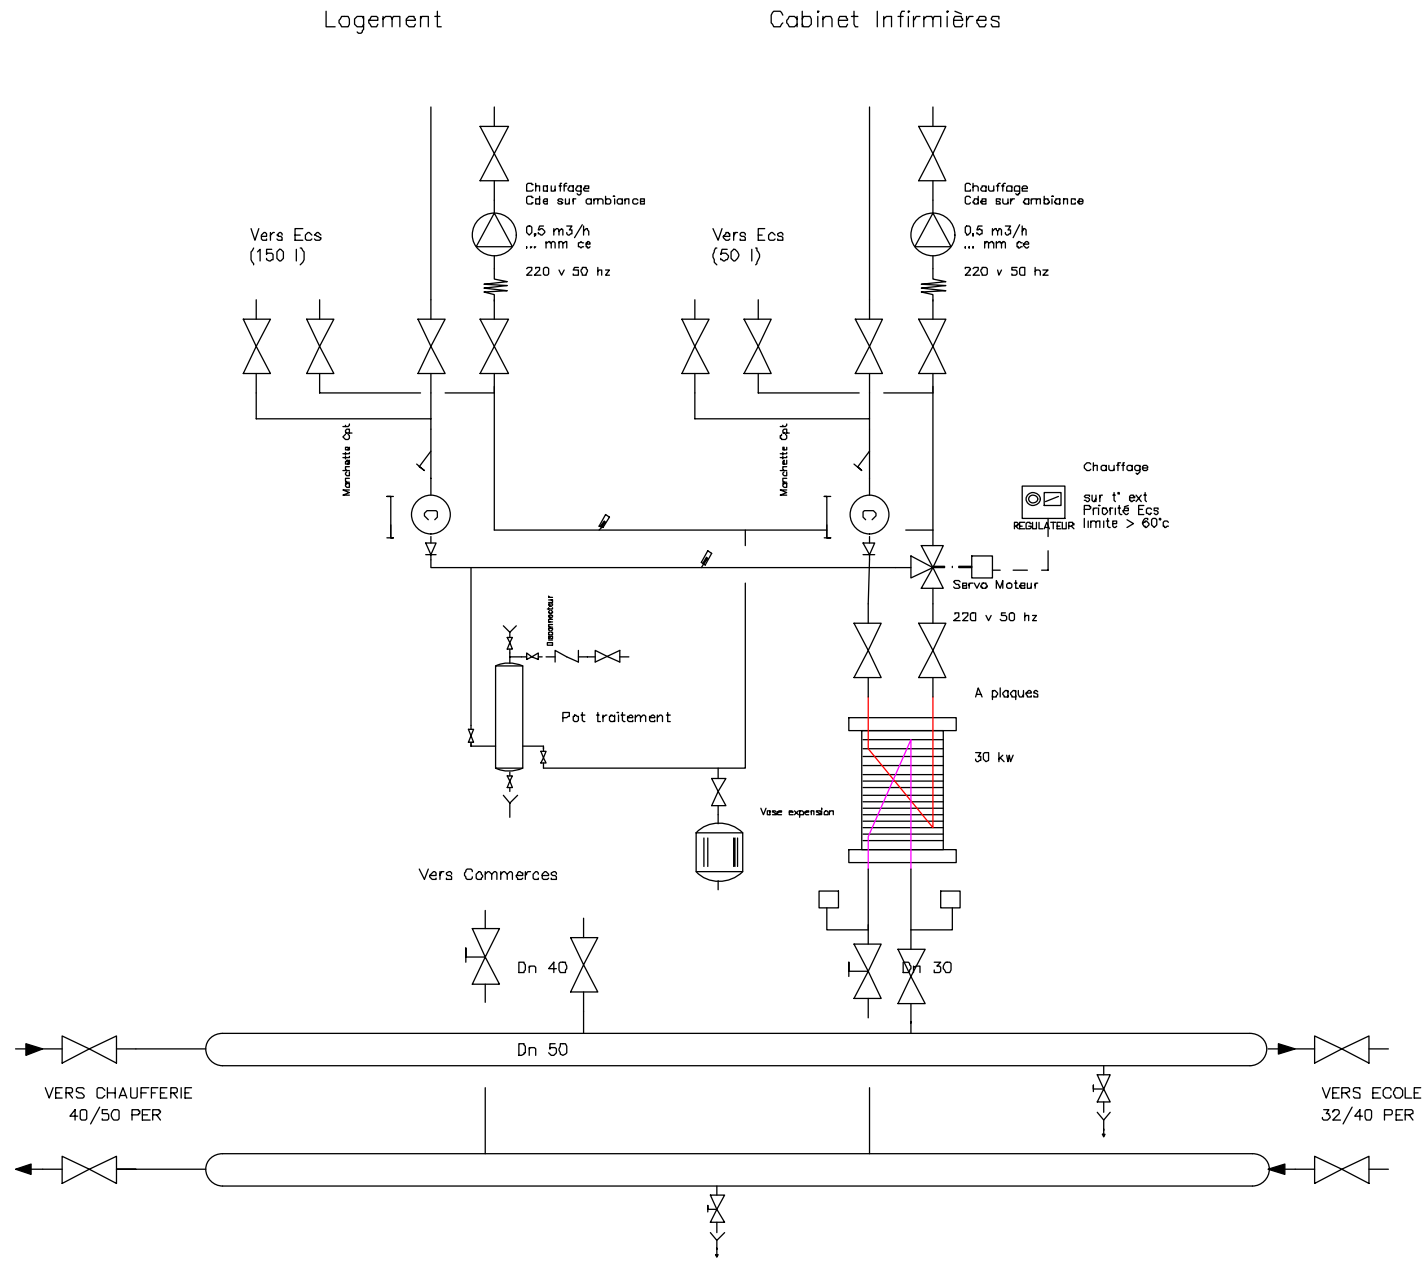 Logement
Cabinet Infirmières
Chauffage
Cde sur ambiance
0,5 m3/h
... mm ce
220 v 50 hz
Vers Ecs
(150 l)
Chauffage
Cde sur ambiance
0,5 m3/h
... mm ce
220 v 50 hz
Vers Ecs
(50 l)
Manchette Cpt
C
Manchette Cpt
C
Chauffage
sur t° ext
Priorité Ecs
limite > 60°c
REGULATEUR
Servo Moteur
220 v 50 hz
Disconnecteur
Pot traitement
A plaques
30 kw
Vase expension
Vers Commerces
Dn 40
Dn 30
Dn 50
VERS CHAUFFERIE
40/50 PER
VERS ECOLE
32/40 PER